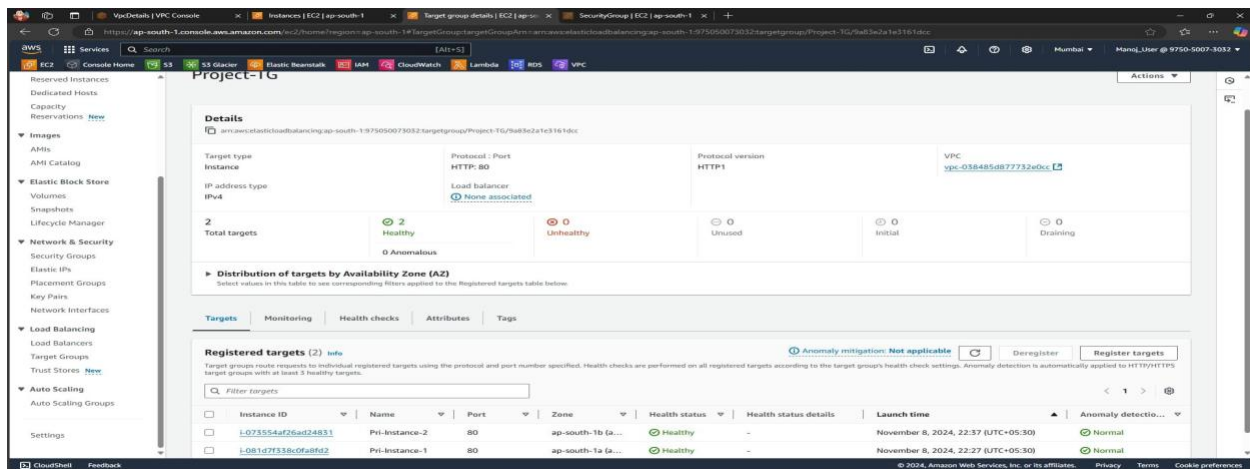 VpcDetails | VPC Console
Instances | EC2 | ap-south-1
Target group details | EC2 | ap-so
SecurityGroup | EC2 | ap-south-1
https://ap-south-1.console.aws.amazon.com/ec2/home?region=ap-south-1#TargetGroup:targetGroupArn=arn:aws:elasticloadbalancing:ap-south-1:975050073032:targetgroup/Project-TG/9a83e2a1e3161dcc
aws Services Search [Alt+S] Mumbai Manoj_User @ 9750-5007-3032
EC2 Console Home S3 S3 Glacier Elastic Beanstalk IAM CloudWatch Lambda RDS VPC
Reserved Instances
Dedicated Hosts
Capacity
Reservations New
Images
AMIs
AMI Catalog
Elastic Block Store
Volumes
Snapshots
Lifecycle Manager
Network & Security
Security Groups
Elastic IPs
Placement Groups
Key Pairs
Network Interfaces
Load Balancing
Load Balancers
Target Groups
Trust Stores New
Auto Scaling
Auto Scaling Groups
Settings
Project-TG
Actions
Details
arn:aws:elasticloadbalancing:ap-south-1:975050073032:targetgroup/Project-TG/9a83e2a1e3161dcc
Target type Protocol : Port Protocol version VPC
Instance HTTP: 80 HTTP1 vpc-038485d877732e0cc
IP address type Load balancer
IPv4 None associated
2 2 0 0 0 0
Total targets Healthy Unhealthy Unused Initial Draining
0 Anomalous
Distribution of targets by Availability Zone (AZ)
Select values in this table to see corresponding filters applied to the Registered targets table below.
Targets Monitoring Health checks Attributes Tags
Registered targets (2) Info Anomaly mitigation: Not applicable Deregister Register targets
Target groups route requests to individual registered targets using the protocol and port number specified. Health checks are performed on all registered targets according to the target group's health check settings. Anomaly detection is automatically applied to HTTP/HTTPS
target groups with at least 3 healthy targets.
Filter targets 1
Instance ID Name Port Zone Health status Health status details Launch time Anomaly detectio...
i-073554af26ad24831 Pri-Instance-2 80 ap-south-1b (a... Healthy - November 8, 2024, 22:37 (UTC+05:30) Normal
i-081d7f338c0fa8fd2 Pri-Instance-1 80 ap-south-1a (a... Healthy - November 8, 2024, 22:27 (UTC+05:30) Normal
CloudShell Feedback © 2024, Amazon Web Services, Inc. or its affiliates. Privacy Terms Cookie preferences